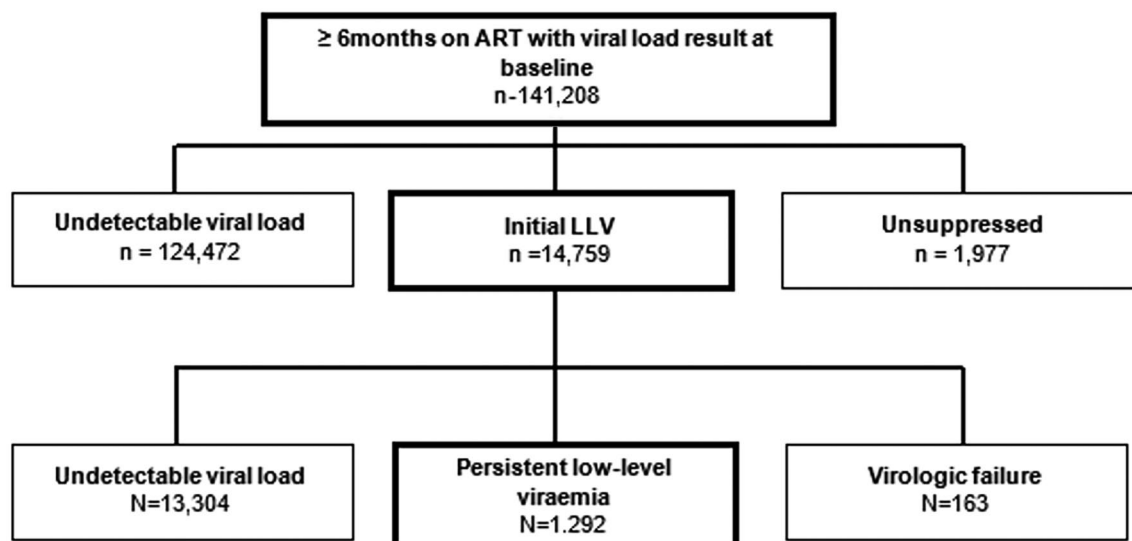 ≥ 6months on ART with viral load result at
baseline
n-141,208
Undetectable viral load
n = 124,472
Initial LLV
n =14,759
Unsuppressed
n = 1,977
Undetectable viral load
N=13,304
Persistent low-level
viraemia
N=1.292
Virologic failure
N=163